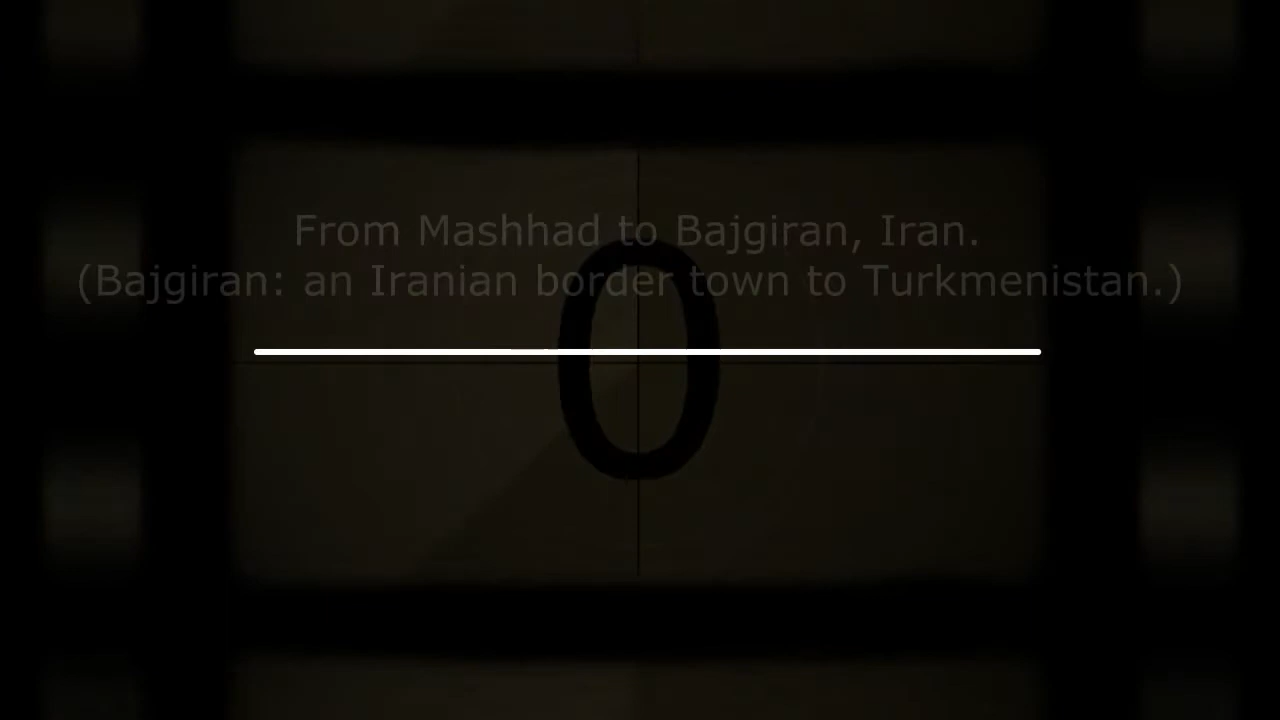 From Mashhad to Bajgiran, Iran.
(Bajgiran: an Iranian border town to Turkmenistan.)
0